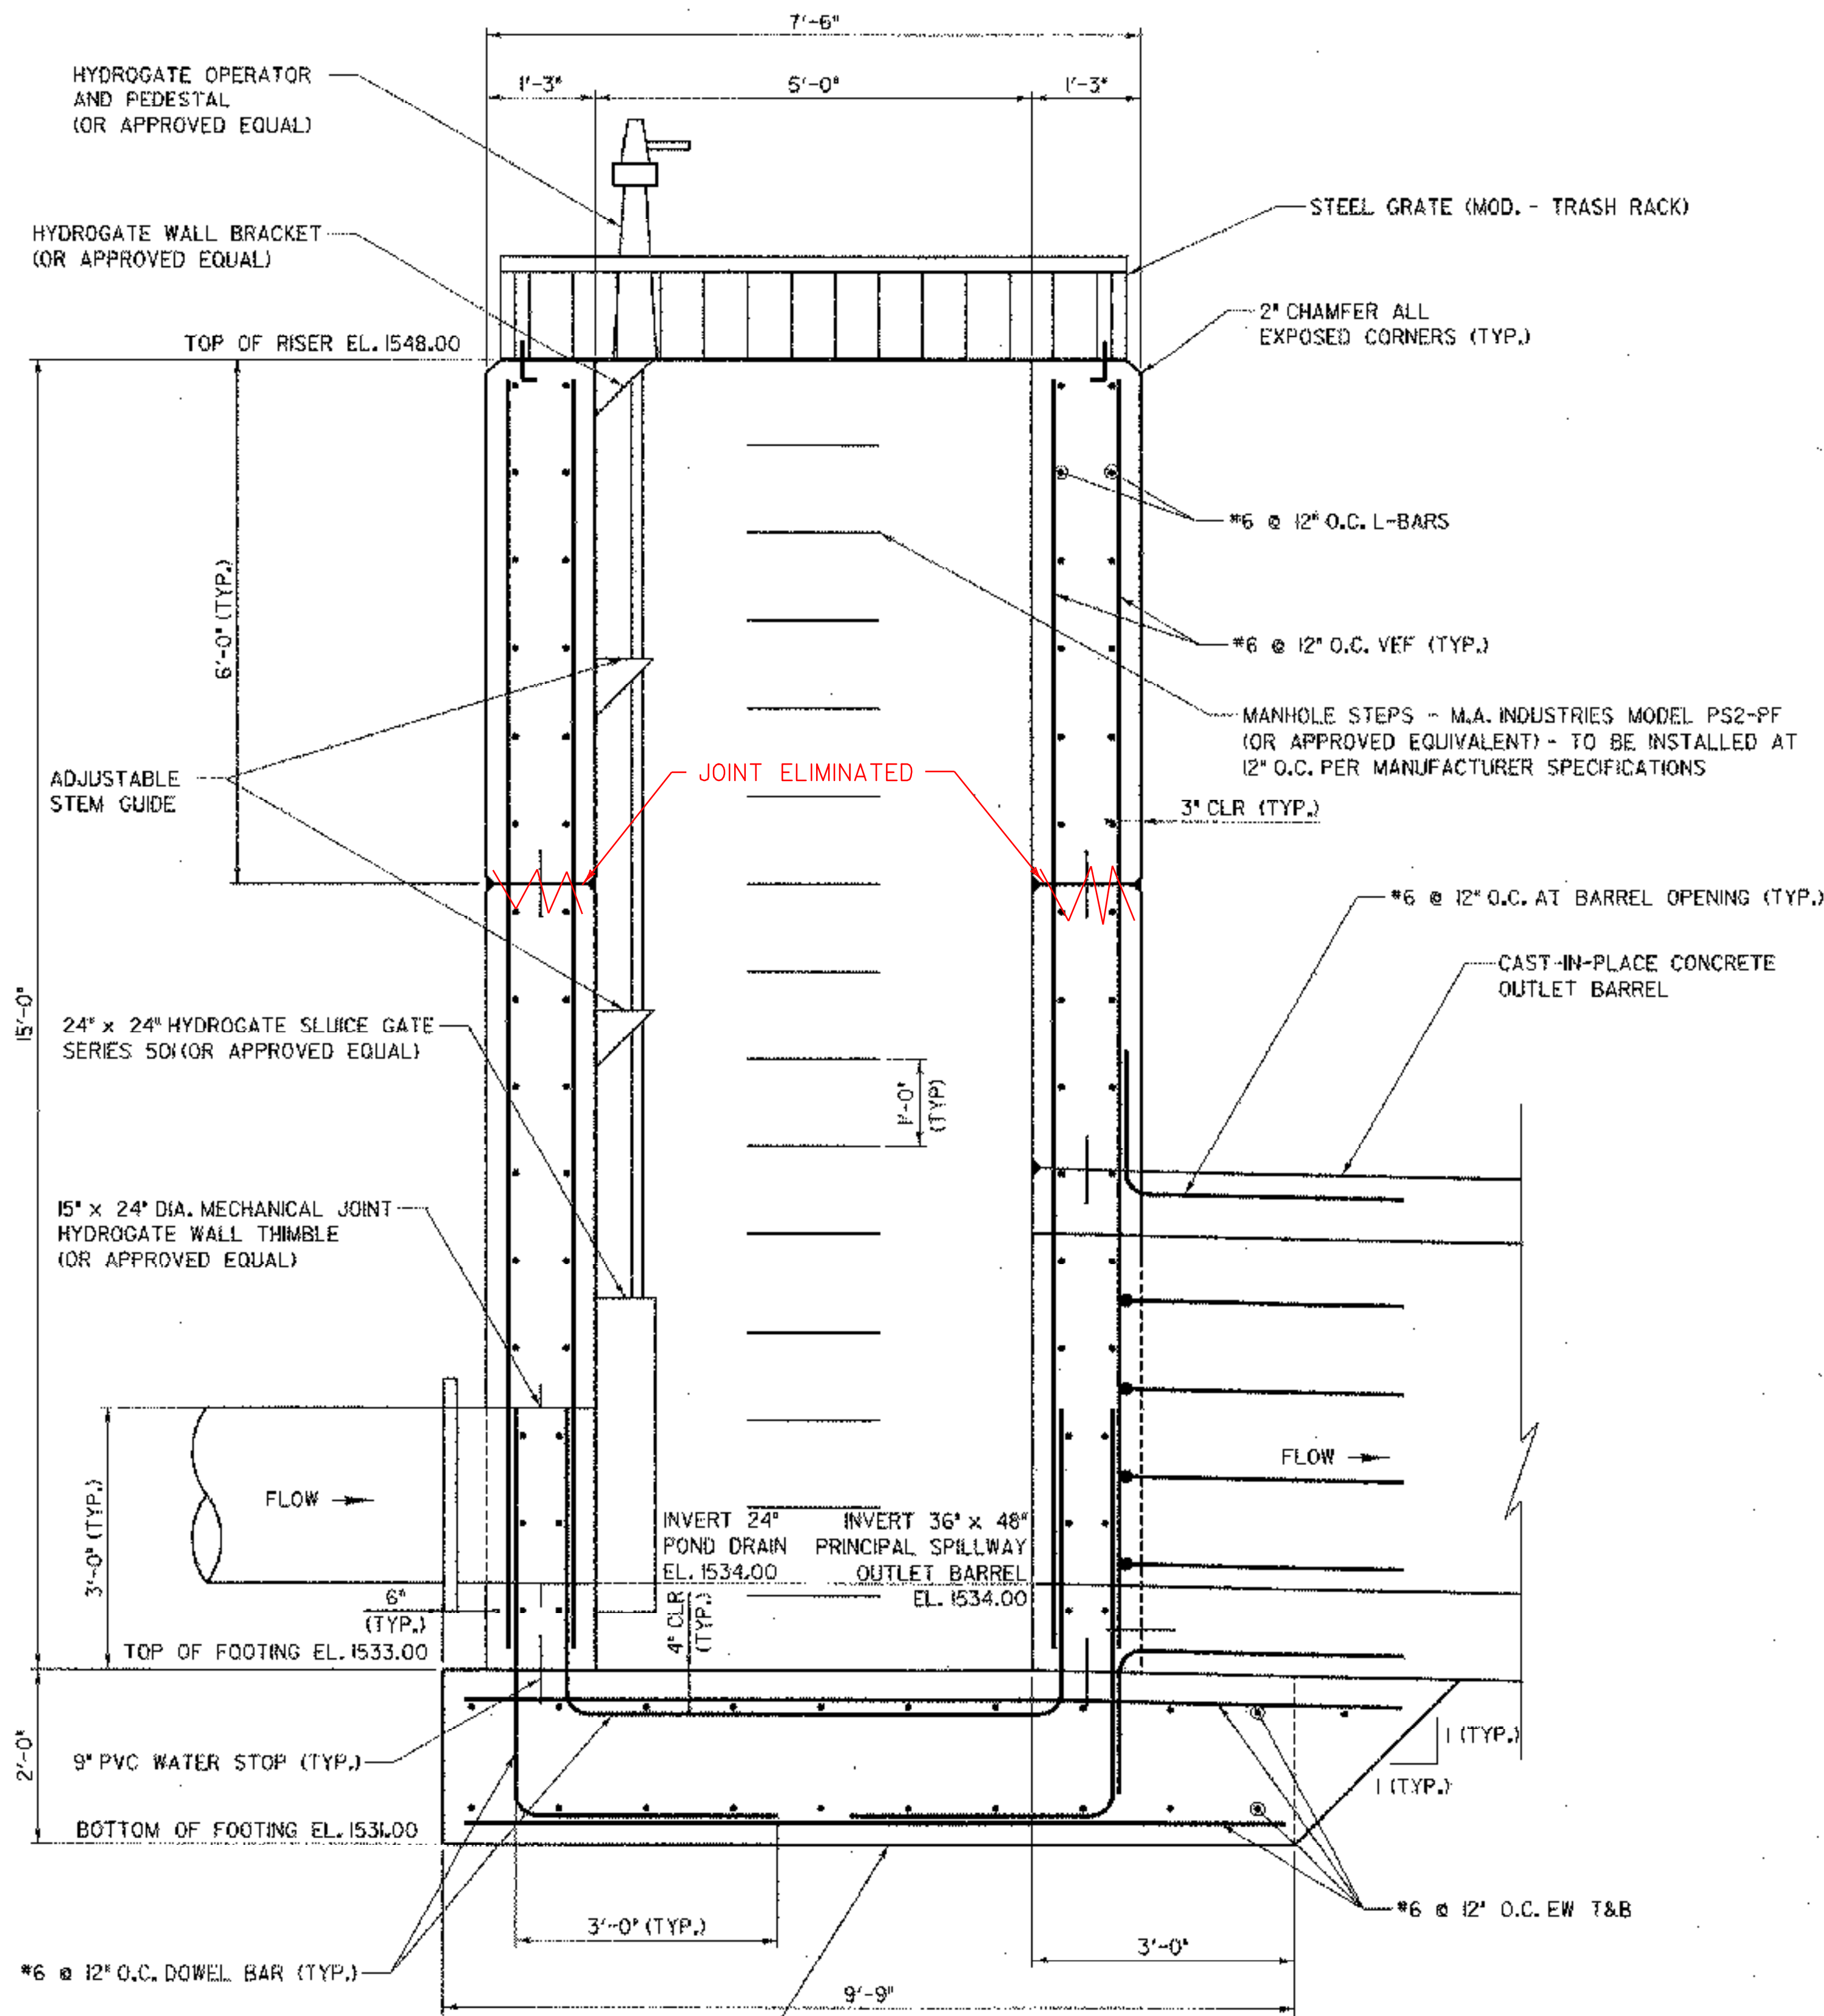 7'-6"
1'-3"
5'-0"
1'-3"
HYDROGATE OPERATOR
AND PEDESTAL
(OR APPROVED EQUAL)
STEEL GRATE (MOD. - TRASH RACK)
HYDROGATE WALL BRACKET
(OR APPROVED EQUAL)
2" CHAMFER ALL
EXPOSED CORNERS (TYP.)
TOP OF RISER EL. 1548.00
#6 @ 12" O.C. L-BARS
6'-0" (TYP.)
#6 @ 12" O.C. VEF (TYP.)
MANHOLE STEPS - M.A. INDUSTRIES MODEL PS2-PF
(OR APPROVED EQUIVALENT) - TO BE INSTALLED AT
12" O.C. PER MANUFACTURER SPECIFICATIONS
JOINT ELIMINATED
ADJUSTABLE
STEM GUIDE
3" CLR (TYP.)
#6 @ 12" O.C. AT BARREL OPENING (TYP.)
CAST-IN-PLACE CONCRETE
OUTLET BARREL
15'-0"
24" x 24" HYDROGATE SLUICE GATE
SERIES 501 (OR APPROVED EQUAL)
1'-0"
(TYP)
15" x 24" DIA. MECHANICAL JOINT
HYDROGATE WALL THIMBLE
(OR APPROVED EQUAL)
3'-0" (TYP.)
FLOW
FLOW
INVERT 24"
POND DRAIN
EL. 1534.00
INVERT 36" x 48"
PRINCIPAL SPILLWAY
OUTLET BARREL
EL. 1534.00
6"
(TYP.)
4" CLR
(TYP.)
TOP OF FOOTING EL. 1533.00
2'-0"
9" PVC WATER STOP (TYP.)
1 (TYP.)
1 (TYP.)
BOTTOM OF FOOTING EL. 1531.00
#6 @ 12" O.C. EW T&B
3'-0" (TYP.)
3'-0"
#6 @ 12" O.C. DOWEL BAR (TYP.)
9'-9"